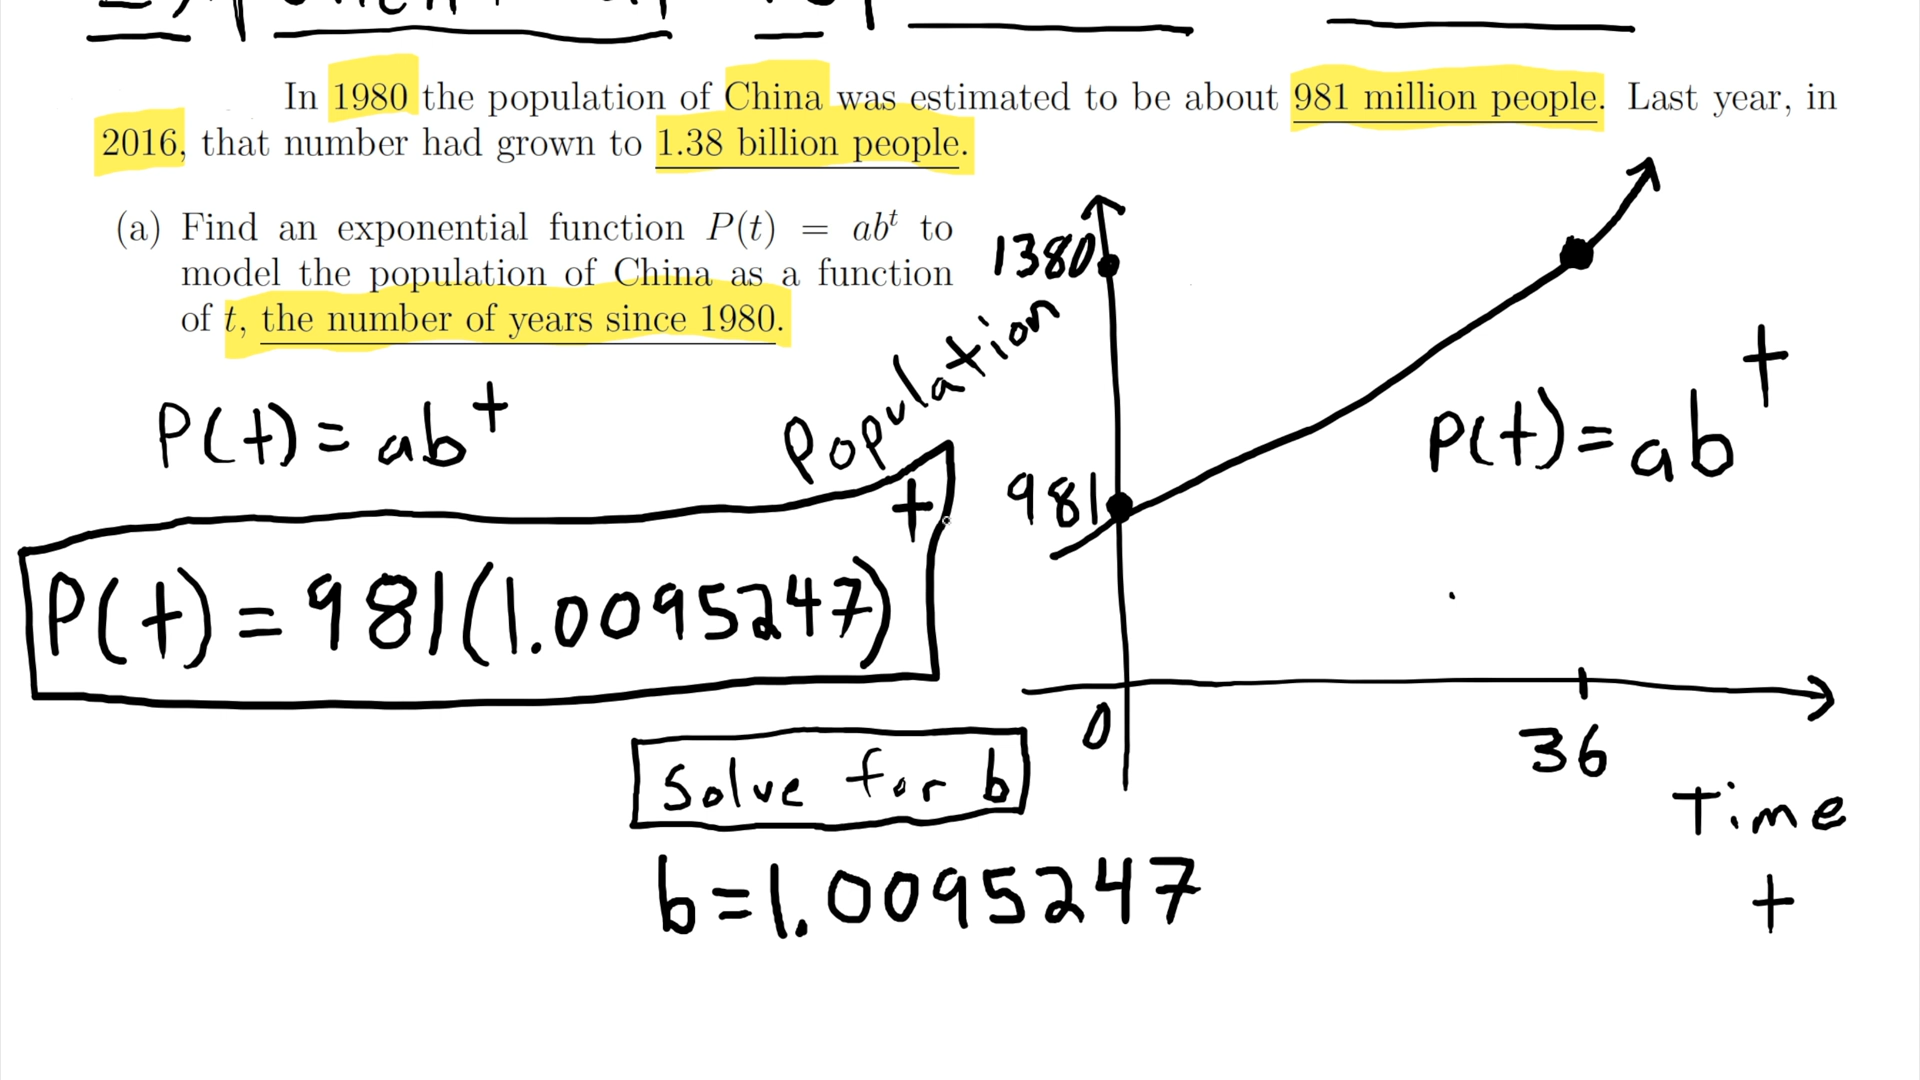 In 1980 the population of China was estimated to be about 981 million people. Last year, in
2016, that number had grown to 1.38 billion people.
(a) Find an exponential function P(t) = abᵗ to
model the population of China as a function
of t, the number of years since 1980.
P(t) = abᵗ
P(t) = 981(1.0095247)ᵗ
Population
1380
981
P(t) = abᵗ
0
36
Time
t
Solve for b
b = 1.0095247